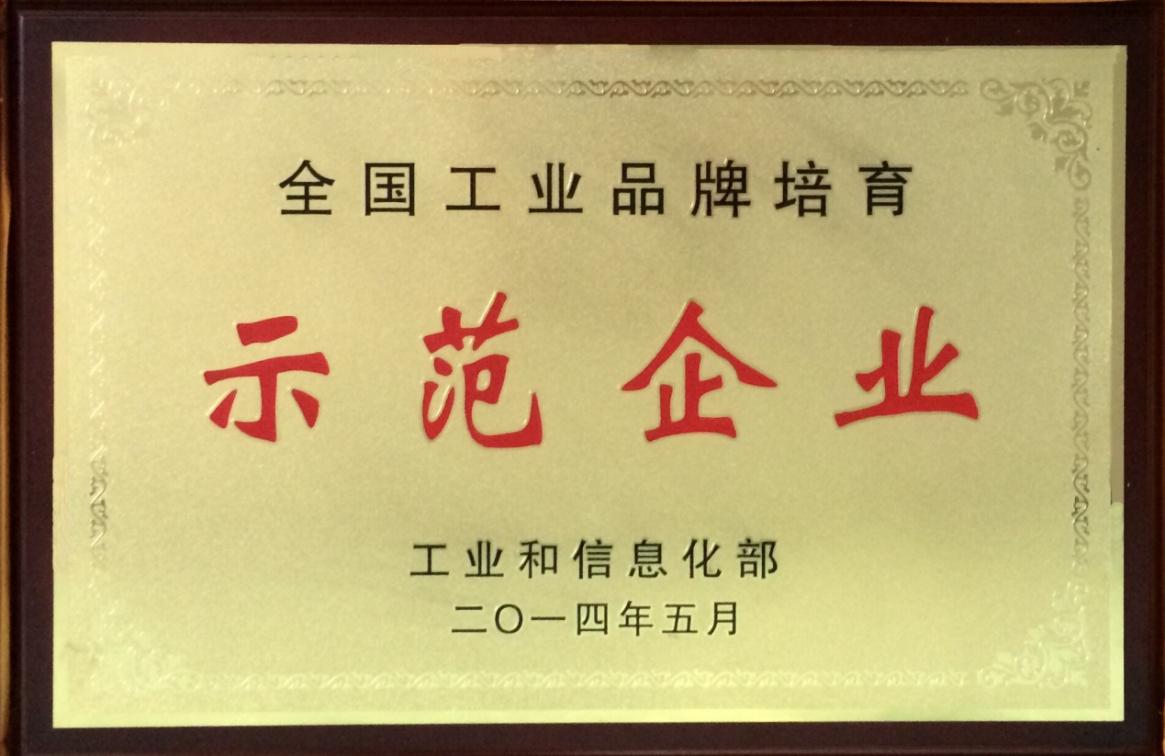 全国工业品牌培育
示范企业
工业和信息化部
二〇一四年五月